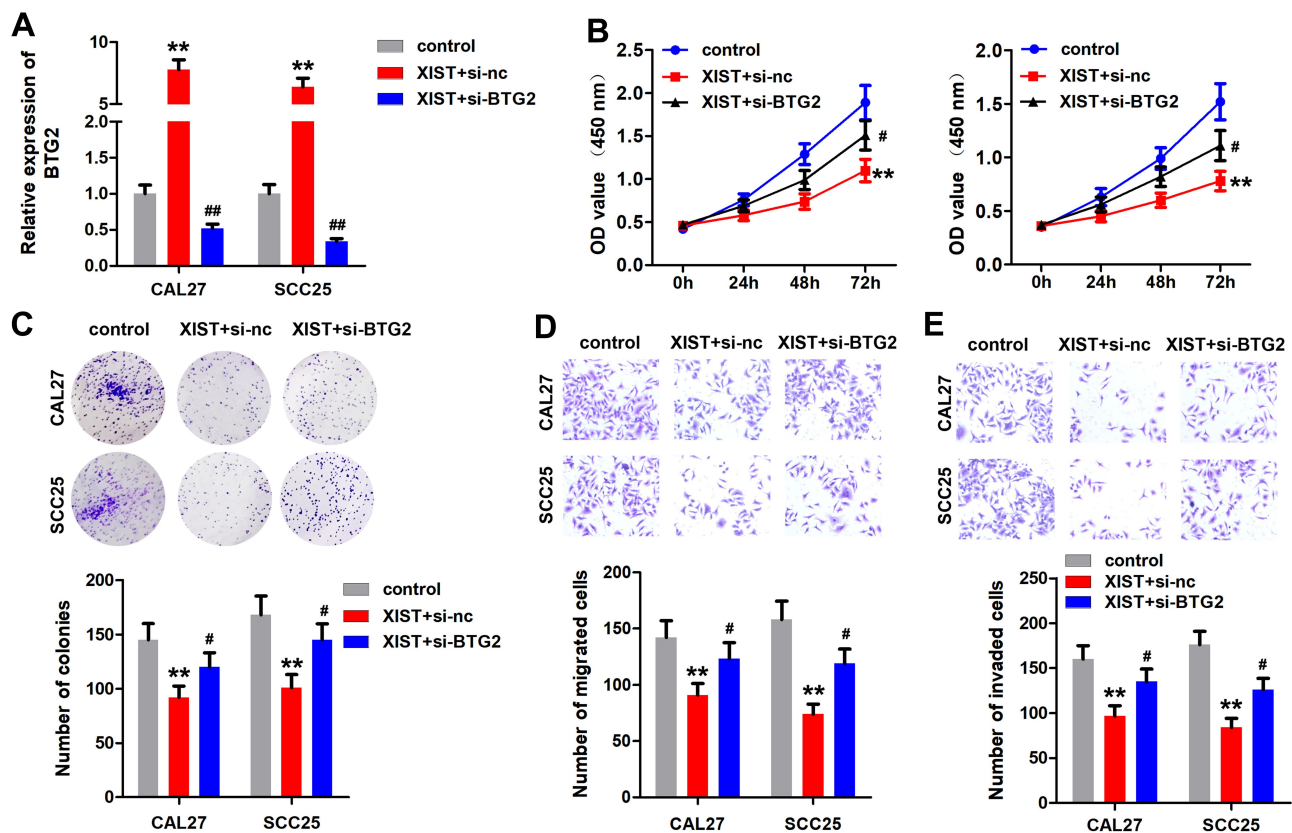 A
Relative expression of
BTG2
10
5
2.0
1.5
1.0
0.5
0.0
**
##
**
##
CAL27
SCC25
control
XIST+si-nc
XIST+si-BTG2
B
OD value （450 nm）
2.5
2.0
1.5
1.0
0.5
0.0
control
XIST+si-nc
XIST+si-BTG2
#
**
0h
24h
48h
72h
OD value （450 nm）
2.0
1.5
1.0
0.5
0.0
control
XIST+si-nc
XIST+si-BTG2
#
**
0h
24h
48h
72h
C
control
XIST+si-nc
XIST+si-BTG2
CAL27
SCC25
Number of colonies
200
150
100
50
0
**
#
**
#
CAL27
SCC25
control
XIST+si-nc
XIST+si-BTG2
D
control
XIST+si-nc
XIST+si-BTG2
CAL27
SCC25
Number of migrated cells
200
150
100
50
0
**
#
**
#
CAL27
SCC25
E
control
XIST+si-nc
XIST+si-BTG2
CAL27
SCC25
control
XIST+si-nc
XIST+si-BTG2
Number of invaded cells
250
200
150
100
50
0
**
#
**
#
CAL27
SCC25